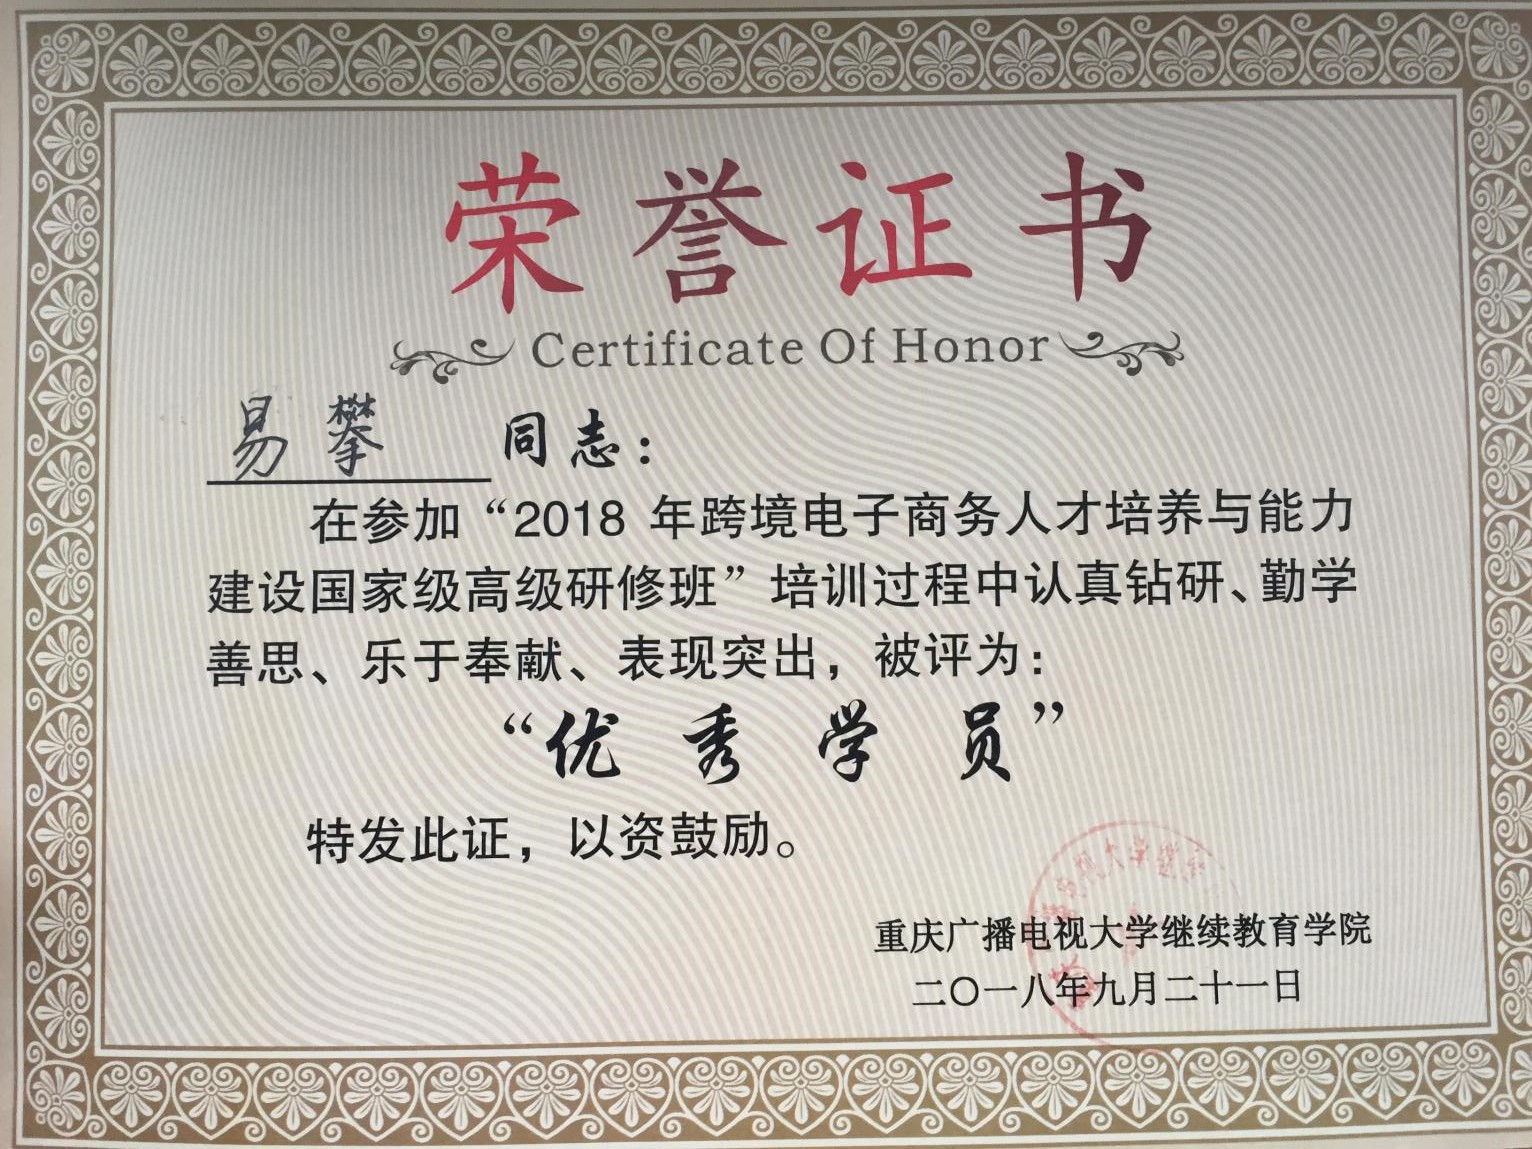 荣誉证书
Certificate Of Honor
易攀 同志：
在参加“2018 年跨境电子商务人才培养与能力
建设国家级高级研修班”培训过程中认真钻研、勤学
善思、乐于奉献、表现突出，被评为：
“优秀学员”
特发此证，以资鼓励。
重庆广播电视大学继续教育学院
二〇一八年九月二十一日